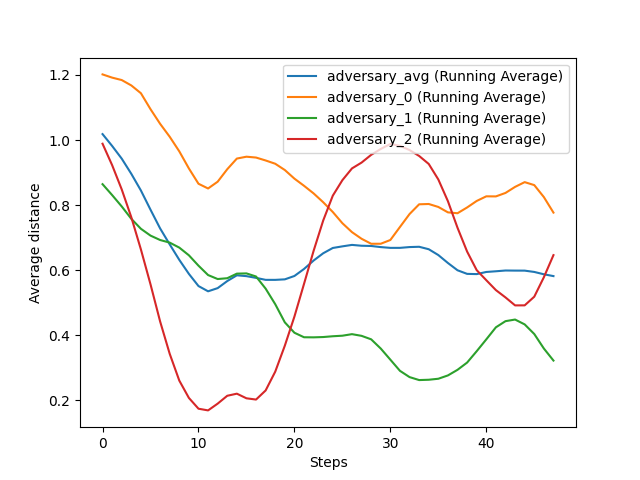 adversary_avg (Running Average)
adversary_0 (Running Average)
adversary_1 (Running Average)
adversary_2 (Running Average)
Average distance
1.2
1.0
0.8
0.6
0.4
0.2
0 10 20 30 40
Steps